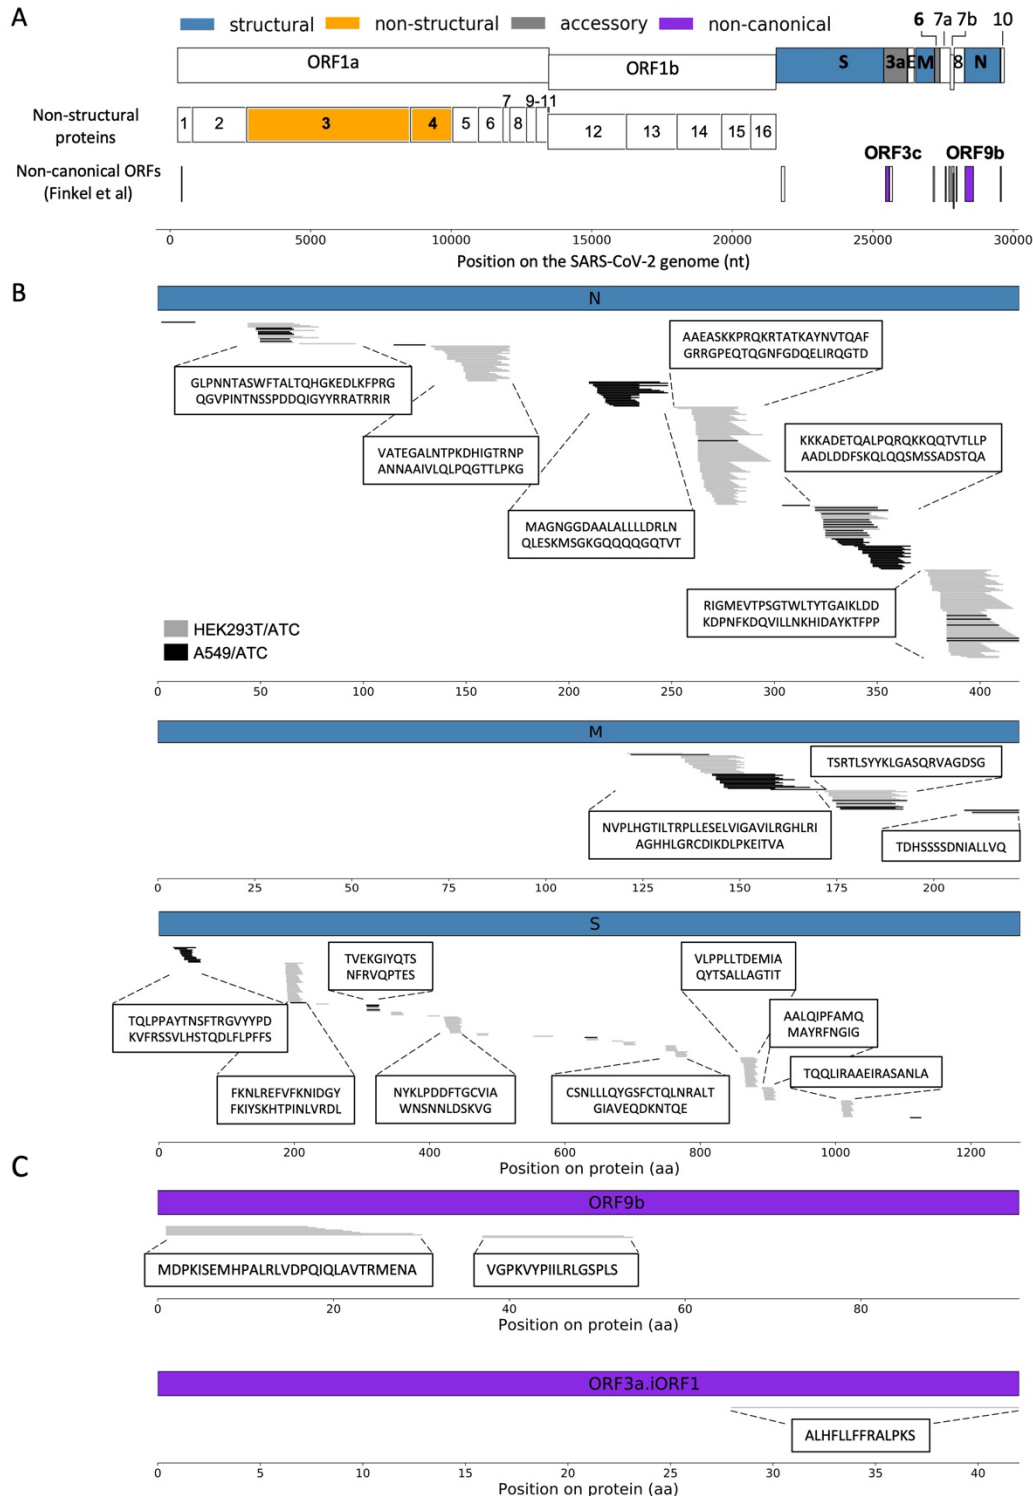 A
structural
non-structural
accessory
non-canonical
6 7a 7b 10
ORF1a
ORF1b
S 3a E M 8 N
Non-structural
proteins
1 2 3 4 5 6 7 8 9-11
12 13 14 15 16
Non-canonical ORFs
(Finkel et al)
ORF3c ORF9b
0 5000 10000 15000 20000 25000 30000
Position on the SARS-CoV-2 genome (nt)
B
N
AAEASKKPRQKRTATKAYNVTQAF
GRRGPEQTQGNFGDQELIRQGTD
GLPNNTASWFTALTQHGKEDLKFPRG
QGVPINTNSSPDDQIGYYRRATRRIR
VATEGALNTPKDHIGTRNP
ANNAAIVLQLPQGTTLPKG
KKKADETQALPQRQKKQQTVTLLP
AADLDDFSKQLQQSMSSADSTQA
MAGNGGDAALALLLLDRLN
QLESKMSGKGQQQQGQTVT
RIGMEVTPSGTWLTYTGAIKLDD
KDPNFKDQVILLNKHIDAYKTFPP
HEK293T/ATC
A549/ATC
0 50 100 150 200 250 300 350 400
M
TSRTLSYYKLGASQRVAGDSG
NVPLHGTILTRPLLESELVIGAVILRGHLRI
AGHHLGRCDIKDLPKEITVA
TDHSSSSDNIALLVQ
0 25 50 75 100 125 150 175 200
S
TVEKGIYQTS
NFRVQPTES
VLPPLLTDEMIA
QYTSALLAGTIT
TQLPPAYTNSFTRGVYYPD
KVFRSSVLHSTQDLFLPFFS
AALQIPFAMQ
MAYRFNGIG
TQQLIRAAEIRASANLA
FKNLREFVFKNIDGY
FKIYSKHTPINLVRDL
NYKLPDDFTGCVIA
WNSNNLDSKVG
CSNLLLQYGSFCTQLNRALT
GIAVEQDKNTQE
0 200 400 600 800 1000 1200
Position on protein (aa)
C
ORF9b
MDPKISEMHPALRLVDPQIQLAVTRMENA
VGPKVYPIILRLGSPLS
0 20 40 60 80
Position on protein (aa)
ORF3a.iORF1
ALHFLLFFRALPKS
0 5 10 15 20 25 30 35 40
Position on protein (aa)